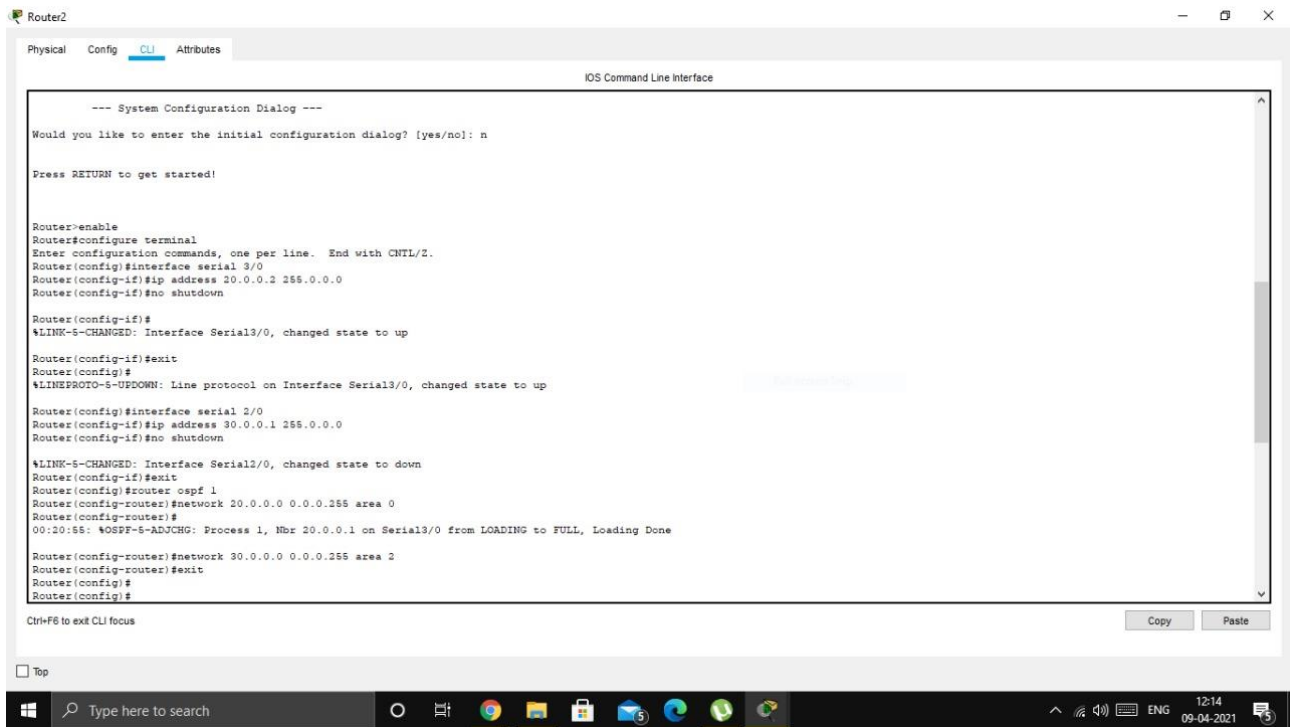 Router2
Physical Config CLI Attributes
IOS Command Line Interface
--- System Configuration Dialog ---
Would you like to enter the initial configuration dialog? [yes/no]: n
Press RETURN to get started!
Router>enable
Router#configure terminal
Enter configuration commands, one per line. End with CNTL/Z.
Router(config)#interface serial 3/0
Router(config-if)#ip address 20.0.0.2 255.0.0.0
Router(config-if)#no shutdown
Router(config-if)#
%LINK-5-CHANGED: Interface Serial3/0, changed state to up
Router(config-if)#exit
Router(config)#
%LINEPROTO-5-UPDOWN: Line protocol on Interface Serial3/0, changed state to up
Router(config)#interface serial 2/0
Router(config-if)#ip address 30.0.0.1 255.0.0.0
Router(config-if)#no shutdown
%LINK-5-CHANGED: Interface Serial2/0, changed state to down
Router(config-if)#exit
Router(config)#router ospf 1
Router(config-router)#network 20.0.0.0 0.0.0.255 area 0
Router(config-router)#
00:20:55: %OSPF-5-ADJCHG: Process 1, Nbr 20.0.0.1 on Serial3/0 from LOADING to FULL, Loading Done
Router(config-router)#network 30.0.0.0 0.0.0.255 area 2
Router(config-router)#exit
Router(config)#
Router(config)#
Ctrl+F6 to exit CLI focus
Copy Paste
Top
Type here to search
5
ENG
12:14
09-04-2021
5